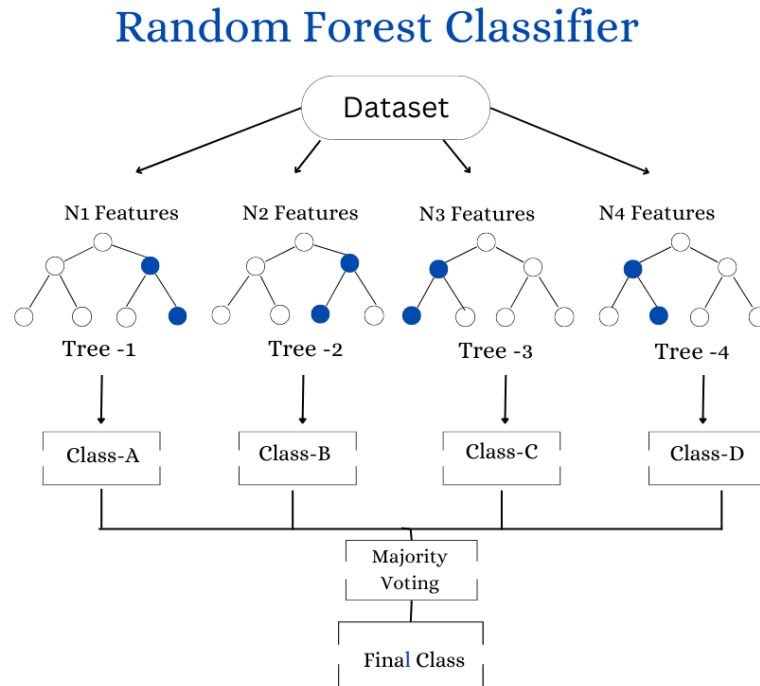 Random Forest Classifier
Dataset
N1 Features
N2 Features
N3 Features
N4 Features
Tree -1
Tree -2
Tree -3
Tree -4
Class-A
Class-B
Class-C
Class-D
Majority
Voting
Final Class